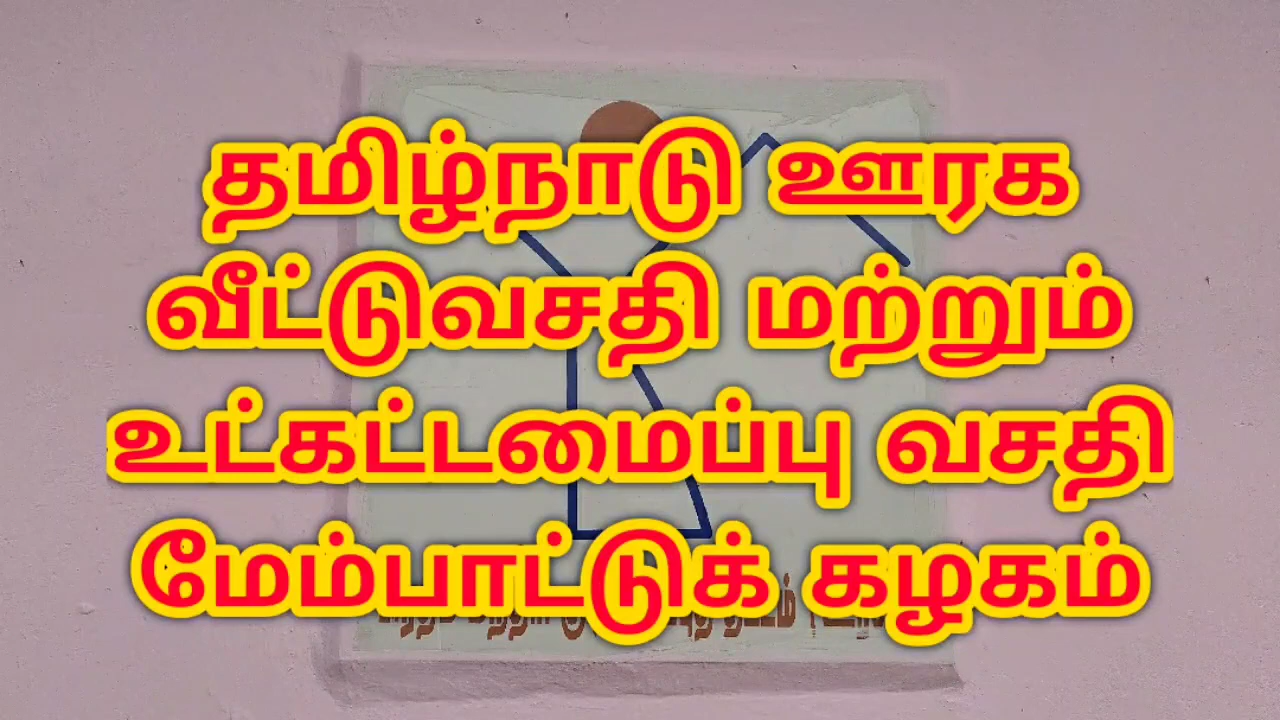 தமிழ்நாடு ஊரக
வீட்டுவசதி மற்றும்
உட்கட்டமைப்பு வசதி
மேம்பாட்டுக் கழகம்